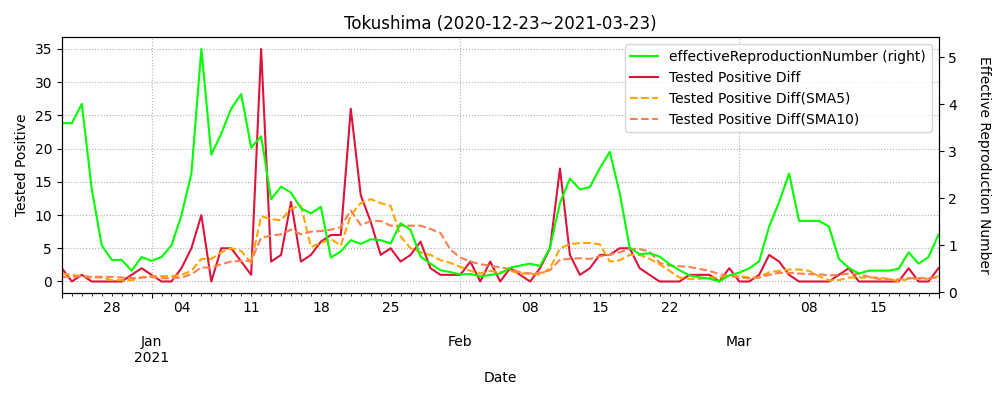 Tokushima (2020-12-23~2021-03-23)
effectiveReproductionNumber (right)
Tested Positive Diff
Tested Positive Diff(SMA5)
Tested Positive Diff(SMA10)
Tested Positive
35
30
25
20
15
10
5
0
5
4
3
2
1
0
Effective Reproduction Number
28 04 11 18 25 08 15 22 08 15
Jan Feb Mar
2021
Date